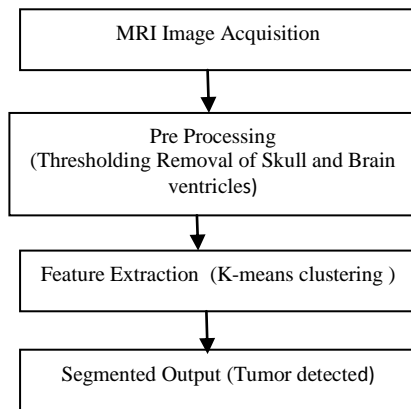 MRI Image Acquisition
Pre Processing
(Thresholding Removal of Skull and Brain
ventricles)
Feature Extraction (K-means clustering )
Segmented Output (Tumor detected)